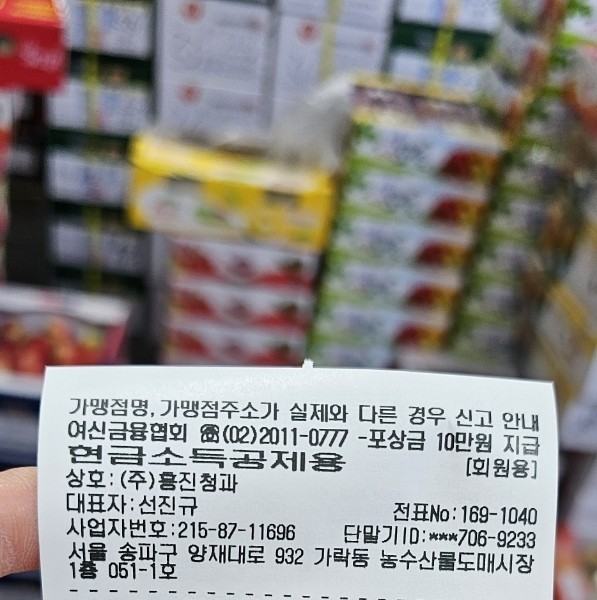 가맹점명,가맹점주소가 실제와 다른 경우 신고 안내
여신금융협회 ☎(02)2011-0777 -포상금 10만원 지급
현금소득공제용 [회원용]
상호:(주)흥진청과
대표자:선진규 전표No:169-1040
사업자번호:215-87-11696 단말기ID:***706-9233
서울 송파구 양재대로 932 가락동 농수산물도매시장
1층 051-1호